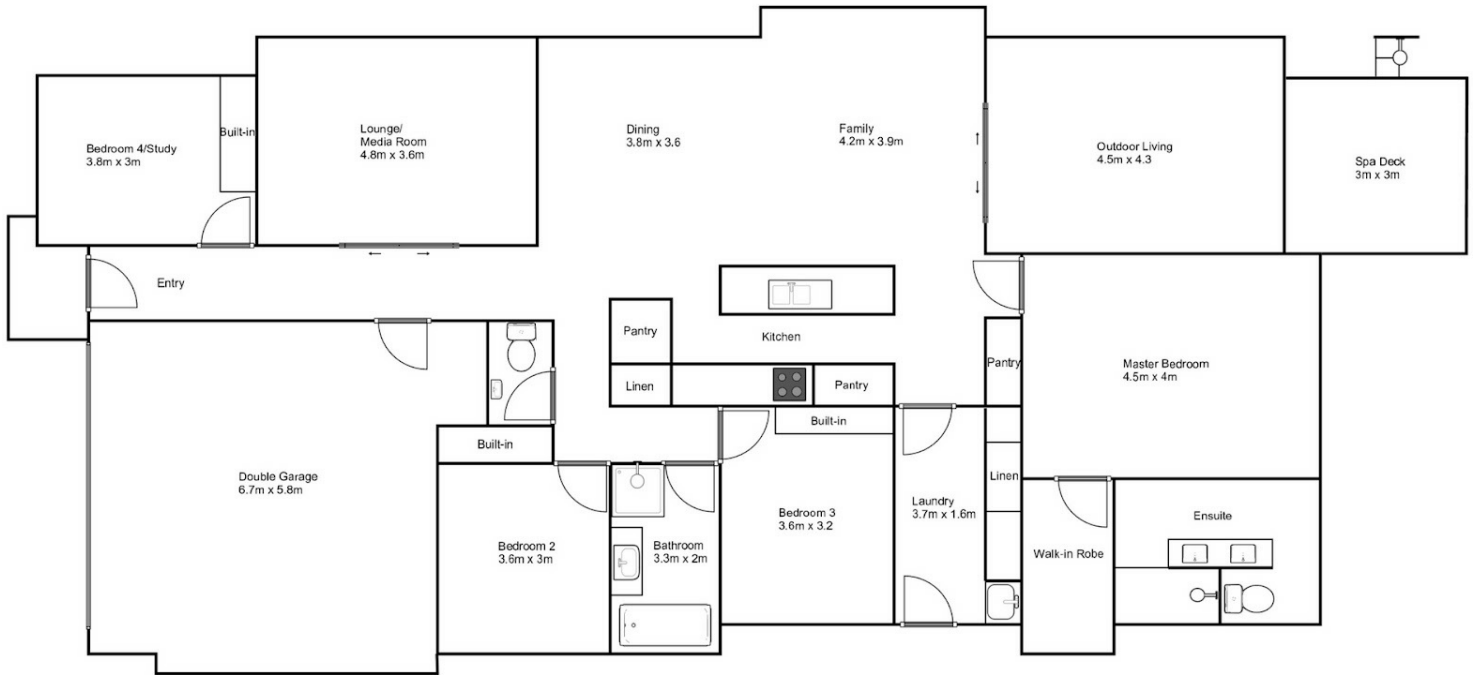 Bedroom 4/Study
3.8m x 3m
Built-in
Lounge/
Media Room
4.8m x 3.6m
Dining
3.8m x 3.6
Family
4.2m x 3.9m
Outdoor Living
4.5m x 4.3
Spa Deck
3m x 3m
Entry
Pantry
Kitchen
Linen
Pantry
Pantry
Master Bedroom
4.5m x 4m
Built-in
Built-in
Double Garage
6.7m x 5.8m
Bedroom 2
3.6m x 3m
Bathroom
3.3m x 2m
Bedroom 3
3.6m x 3.2
Laundry
3.7m x 1.6m
Linen
Walk-in Robe
Ensuite